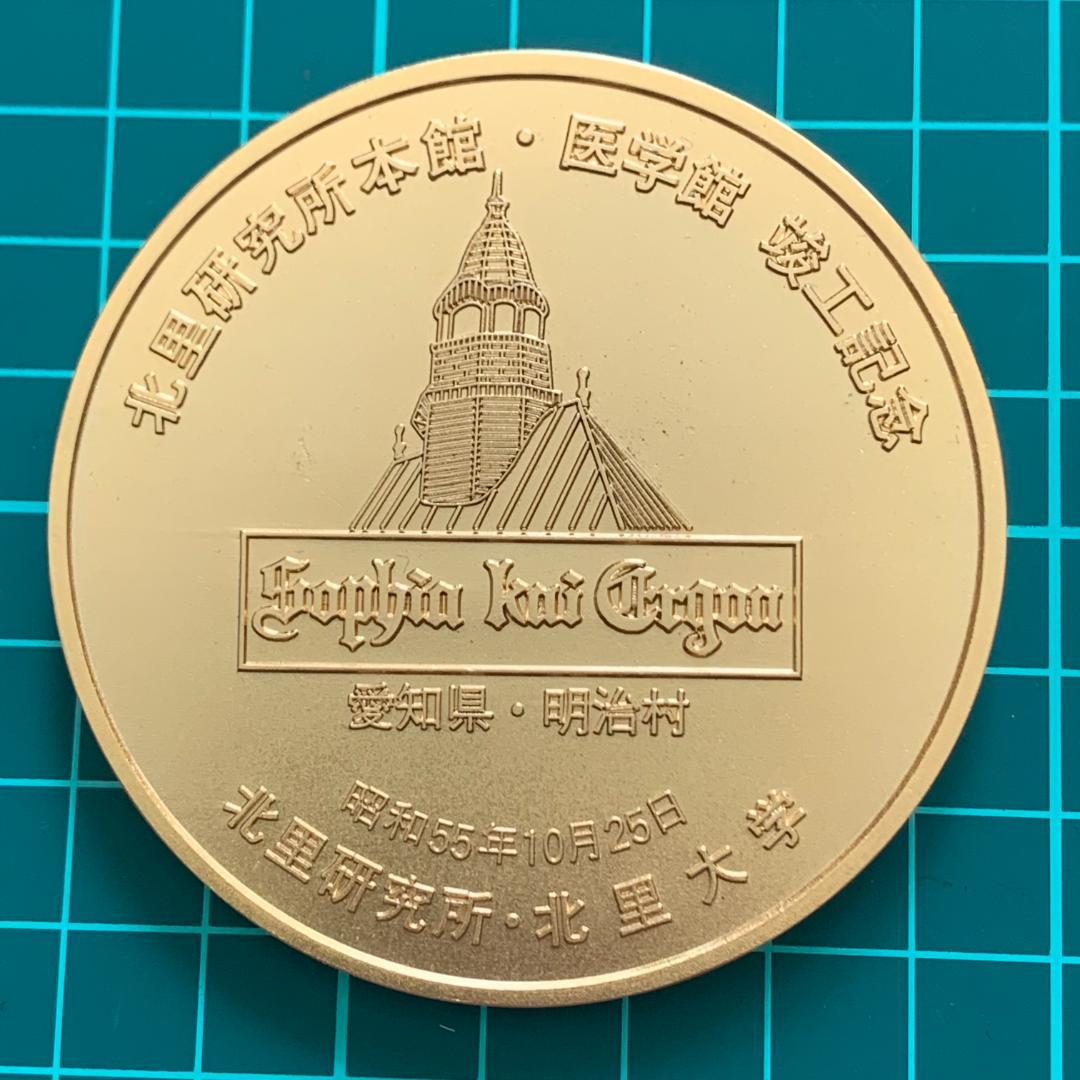 北里研究所本館・医学館 竣工記念
Sophia kai Ergon
愛知県・明治村
昭和55年10月25日
北里研究所・北里大学